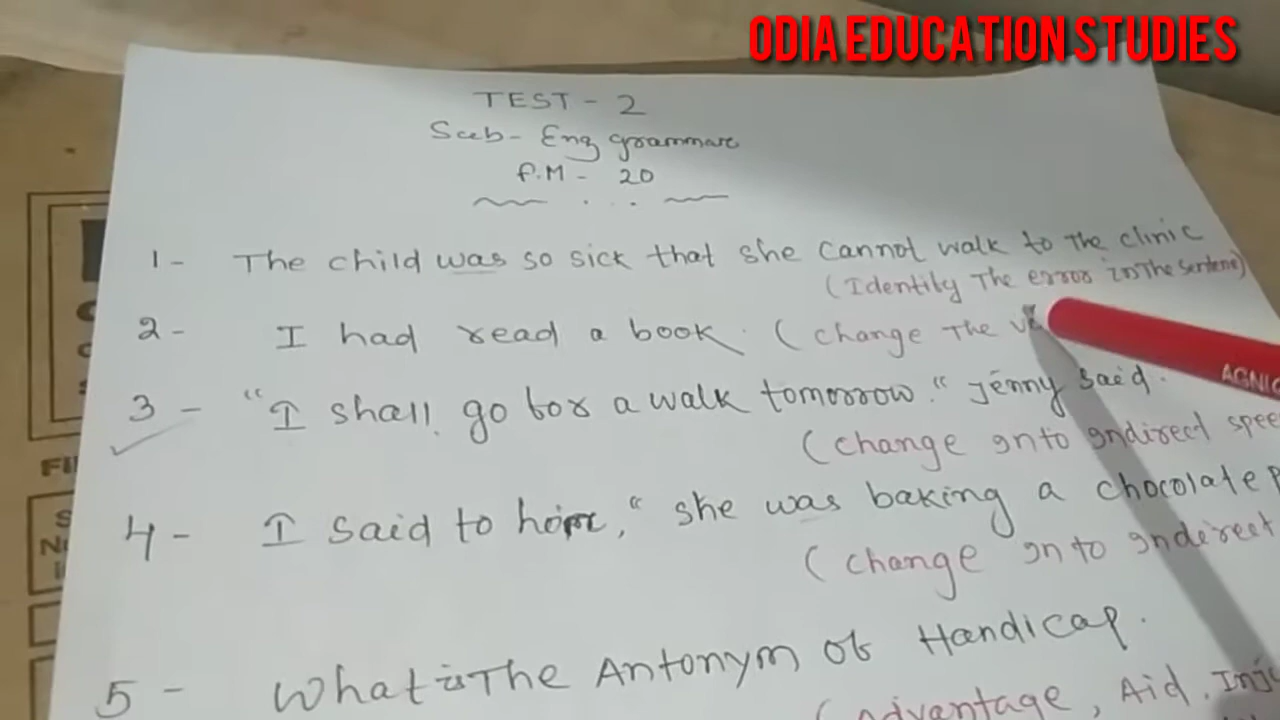 ODIA EDUCATION STUDIES
TEST - 2
Sub- Eng grammar
F.M - 20
1- The child was so sick that she cannot walk to The clinic
(Identify The error in The Sentence)
2- I had read a book. ( change The
3- "I shall go for a walk tomorrow." Jenny said.
(change Into Indirect
4- I said to him, " she was baking a chocolate
(change Into Indirect
5- What is The Antonym of Handicap.
(Advantage, Aid,
AGNI